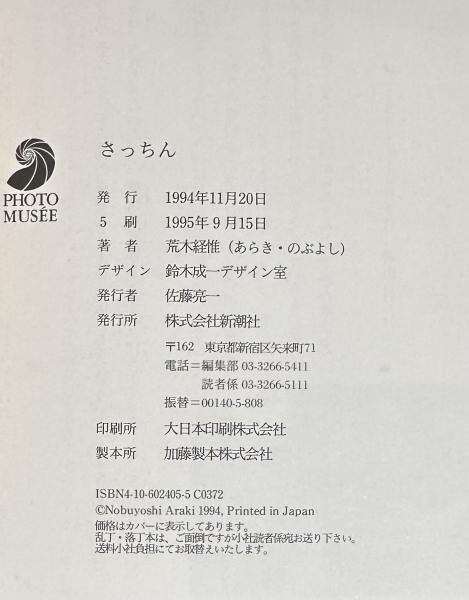 さっちん
PHOTO
MUSÉE
発　行　1994年11月20日
5　刷　1995年9月15日
著　者　荒木経惟（あらき・のぶよし）
デザイン　鈴木成一デザイン室
発行者　佐藤亮一
発行所　株式会社新潮社
〒162　東京都新宿区矢来町71
電話＝編集部 03-3266-5411
読者係 03-3266-5111
振替＝00140-5-808
印刷所　大日本印刷株式会社
製本所　加藤製本株式会社
ISBN4-10-602405-5 C0372
©Nobuyoshi Araki 1994, Printed in Japan
価格はカバーに表示してあります。
乱丁・落丁本は、ご面倒ですが小社読者係宛お送り下さい。
送料小社負担にてお取替えいたします。